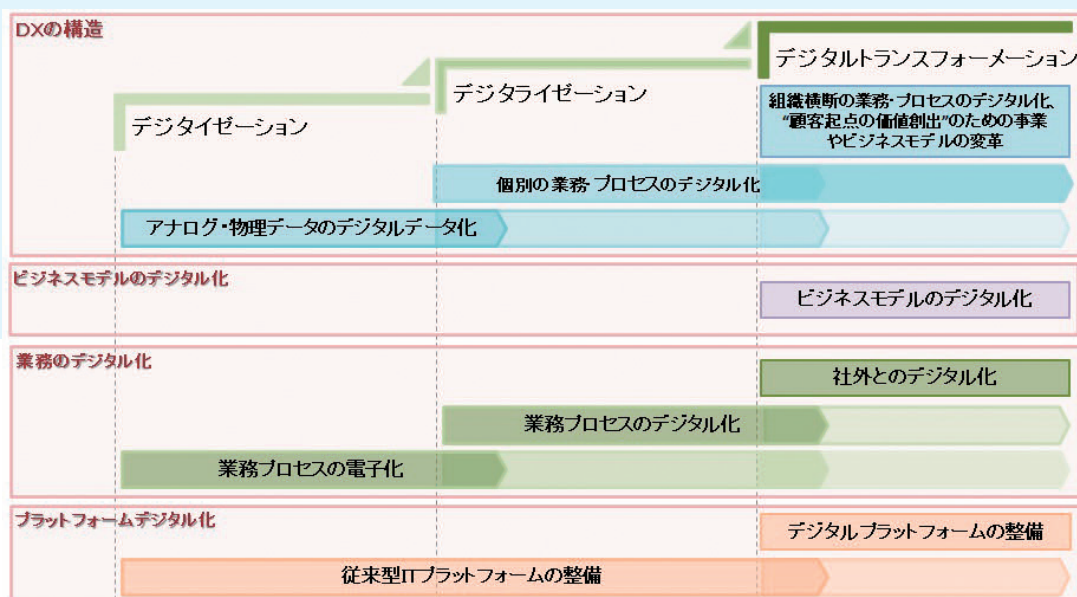 DXの構造
デジタイゼーション
デジタライゼーション
デジタルトランスフォーメーション
組織横断の業務・プロセスのデジタル化、
“顧客起点の価値創出”のための事業
やビジネスモデルの変革
個別の業務・プロセスのデジタル化
アナログ・物理データのデジタルデータ化
ビジネスモデルのデジタル化
ビジネスモデルのデジタル化
業務のデジタル化
社外とのデジタル化
業務プロセスのデジタル化
業務プロセスの電子化
プラットフォームデジタル化
デジタルプラットフォームの整備
従来型ITプラットフォームの整備